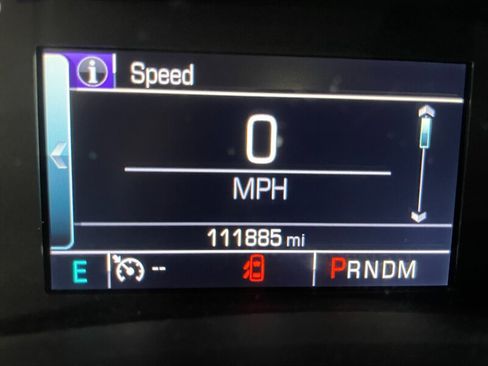 i Speed
0
MPH
111885 mi
E -- PRNDM